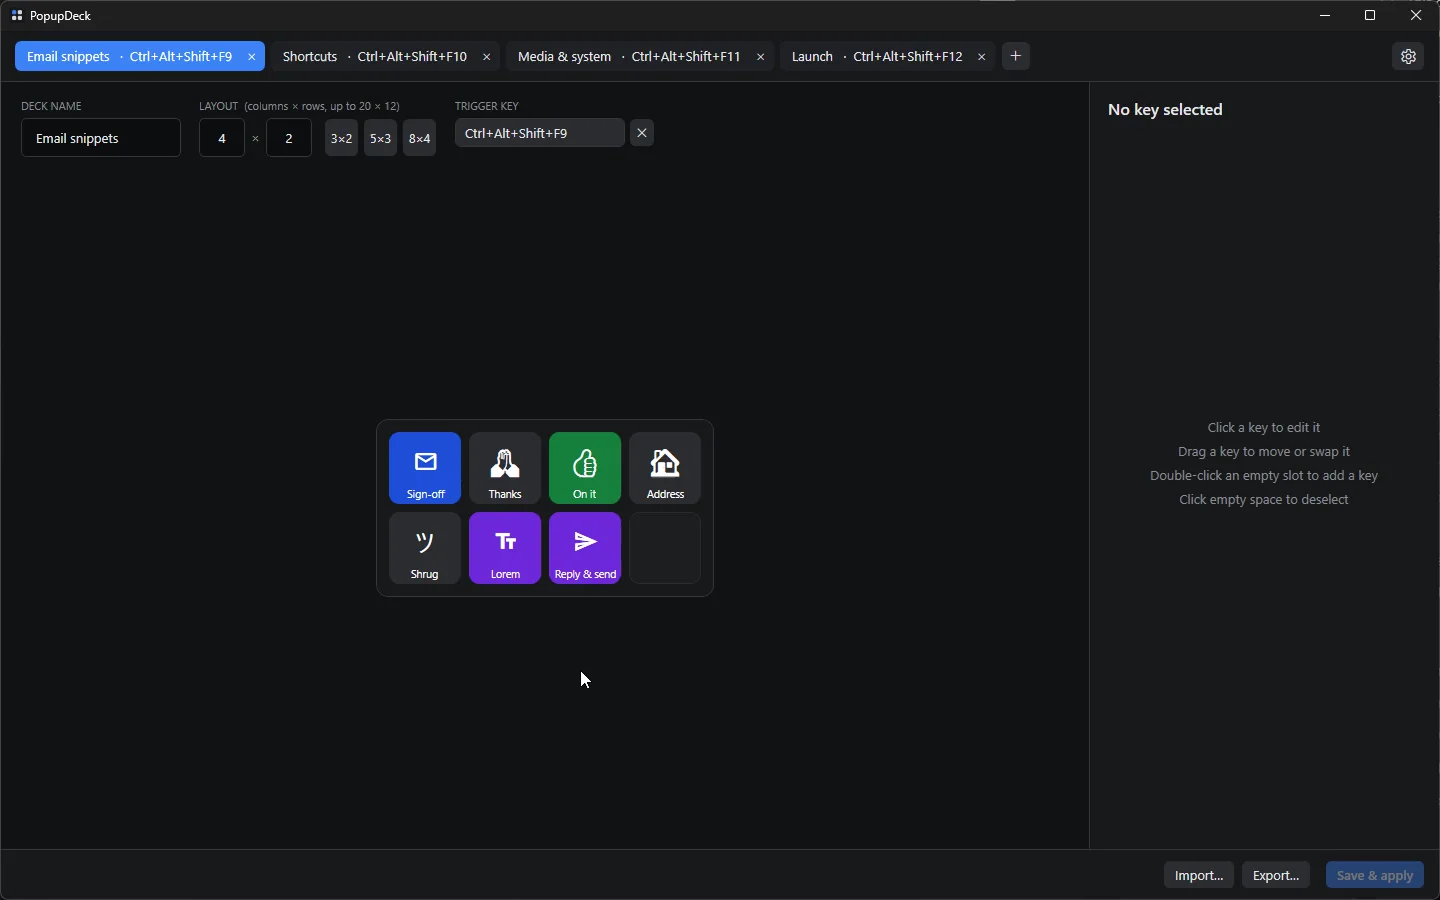 PopupDeck
Email snippets · Ctrl+Alt+Shift+F9 × Shortcuts · Ctrl+Alt+Shift+F10 × Media & system · Ctrl+Alt+Shift+F11 × Launch · Ctrl+Alt+Shift+F12 × +
DECK NAME LAYOUT (columns × rows, up to 20 × 12) TRIGGER KEY
Email snippets 4 × 2 3×2 5×3 8×4 Ctrl+Alt+Shift+F9 ×
Sign-off Thanks On it Address
ツ Tт
Shrug Lorem Reply & send
No key selected
Click a key to edit it
Drag a key to move or swap it
Double-click an empty slot to add a key
Click empty space to deselect
Import... Export... Save & apply